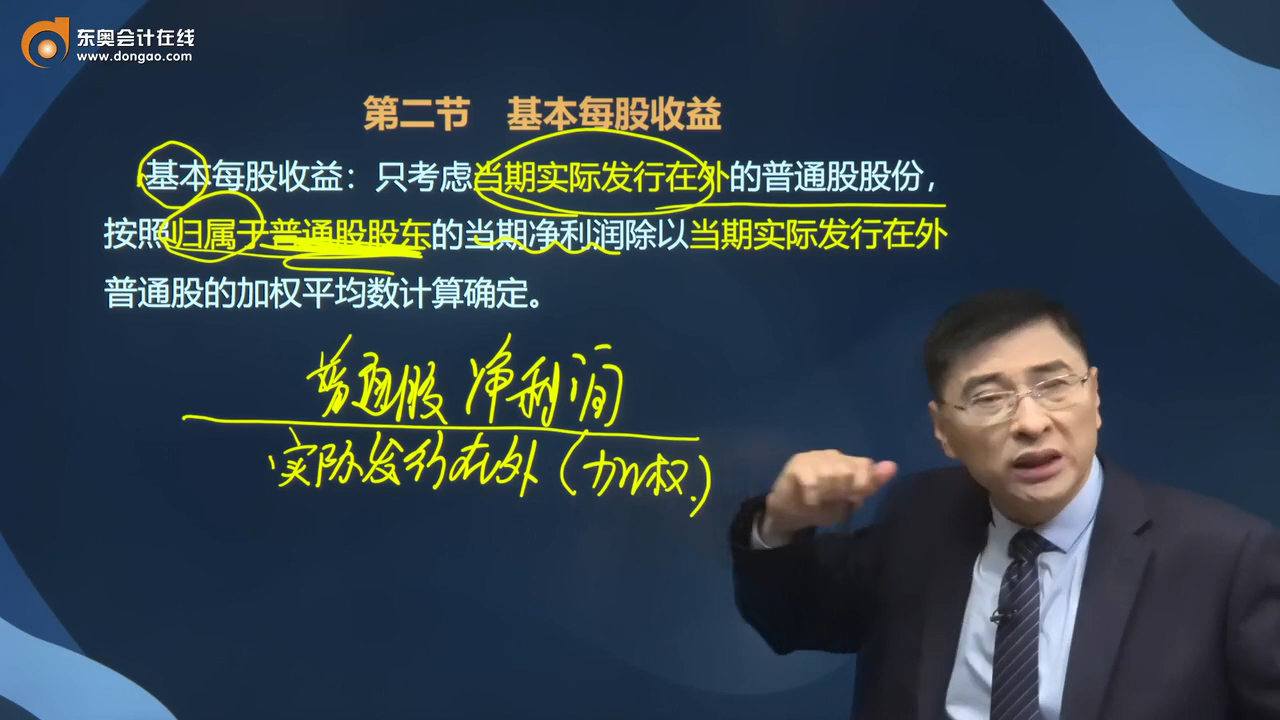 东奥会计在线
www.dongao.com
第二节 基本每股收益
基本每股收益：只考虑当期实际发行在外的普通股股份，
按照归属于普通股股东的当期净利润除以当期实际发行在外
普通股的加权平均数计算确定。
普通股 净利润
实际发行在外（加权）